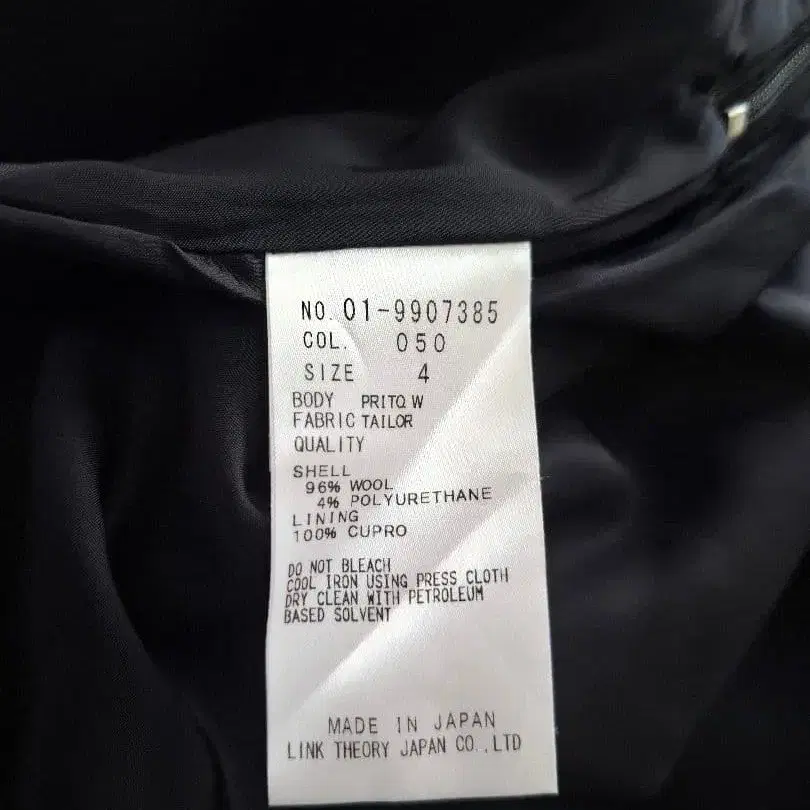 NO. 01-9907385
COL. 050
SIZE 4
BODY PRITQ W
FABRIC TAILOR
QUALITY
SHELL
96% WOOL
4% POLYURETHANE
LINING
100% CUPRO
DO NOT BLEACH
COOL IRON USING PRESS CLOTH
DRY CLEAN WITH PETROLEUM
BASED SOLVENT
MADE IN JAPAN
LINK THEORY JAPAN CO.,LTD